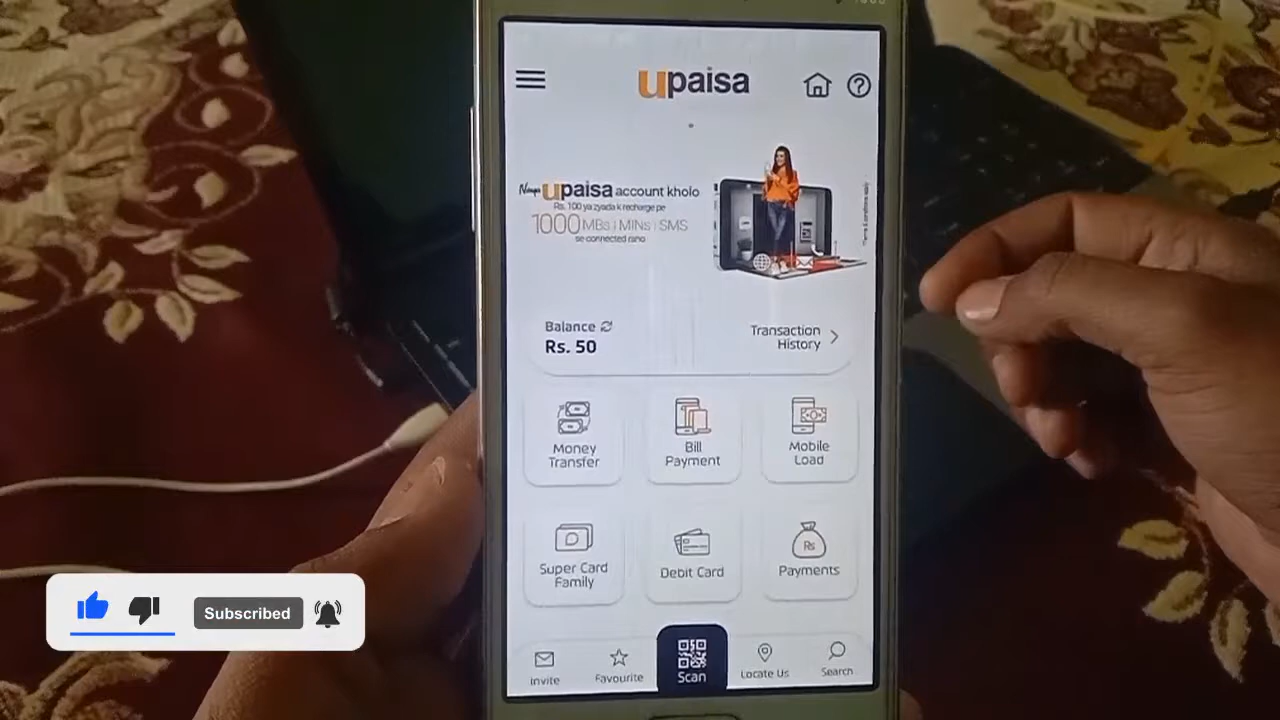 upaisa
Naya upaisa account kholo
Rs. 100 ya zyada k recharge pe
1000 MBs | MINs | SMS
se connected raho
Balance
Rs. 50
Transaction
History
Money
Transfer
Bill
Payment
Mobile
Load
Rs
Super Card
Family
Debit Card
Payments
Invite
Favourite
Scan
Locate Us
Search
Subscribed